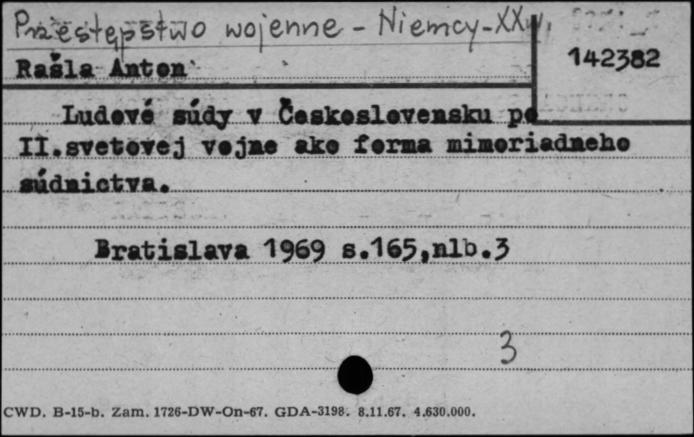 Przestępstwo wojenne - Niemcy - XX w.
142382
Rašla Anton
Ludové súdy v Československu po
II.svetovej vojne ako forma mimoriadneho
súdnictva.
Bratislava 1969 s.165,nlb.3
3
CWD. B-15-b. Zam. 1726-DW-On-67. GDA-3198. 8.11.67. 4.630.000.